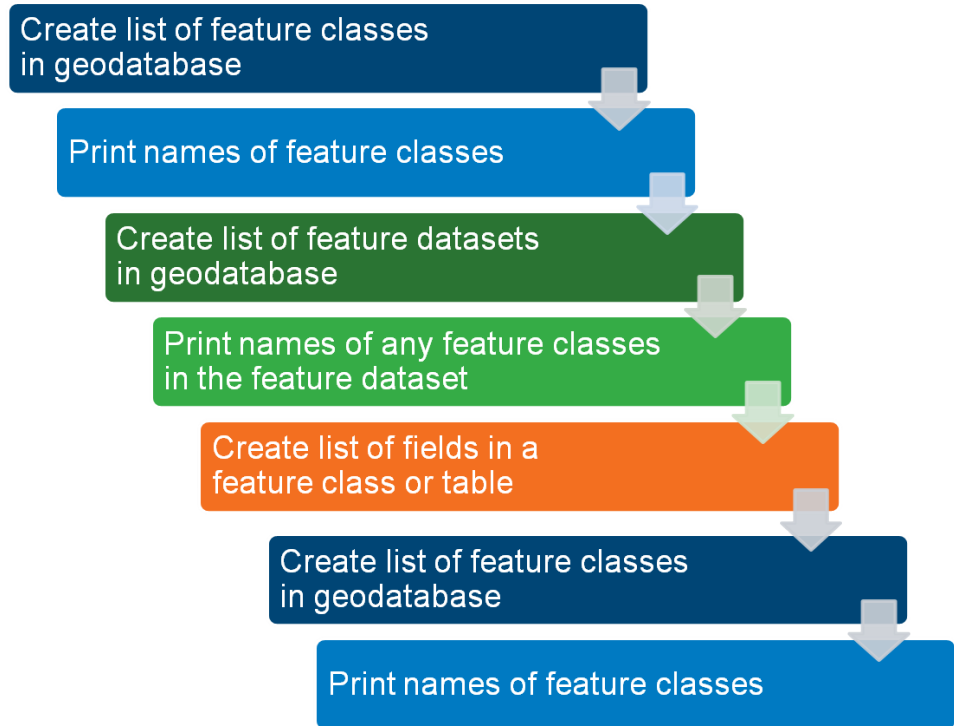 Create list of feature classes
in geodatabase
Print names of feature classes
Create list of feature datasets
in geodatabase
Print names of any feature classes
in the feature dataset
Create list of fields in a
feature class or table
Create list of feature classes
in geodatabase
Print names of feature classes